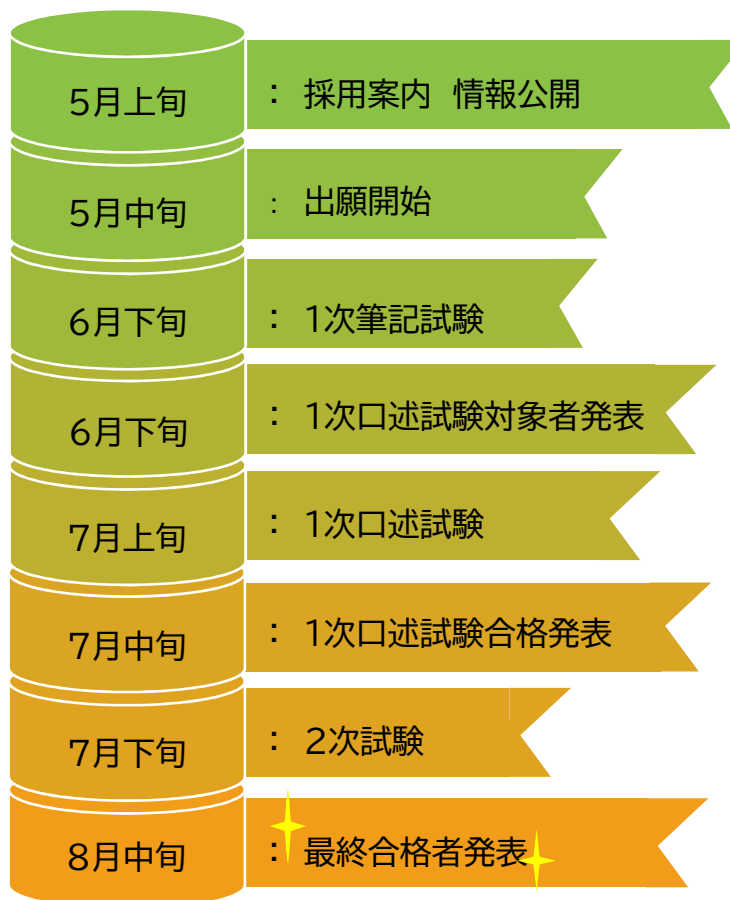 5月上旬 : 採用案内 情報公開
5月中旬 : 出願開始
6月下旬 : 1次筆記試験
6月下旬 : 1次口述試験対象者発表
7月上旬 : 1次口述試験
7月中旬 : 1次口述試験合格発表
7月下旬 : 2次試験
8月中旬 : 最終合格者発表